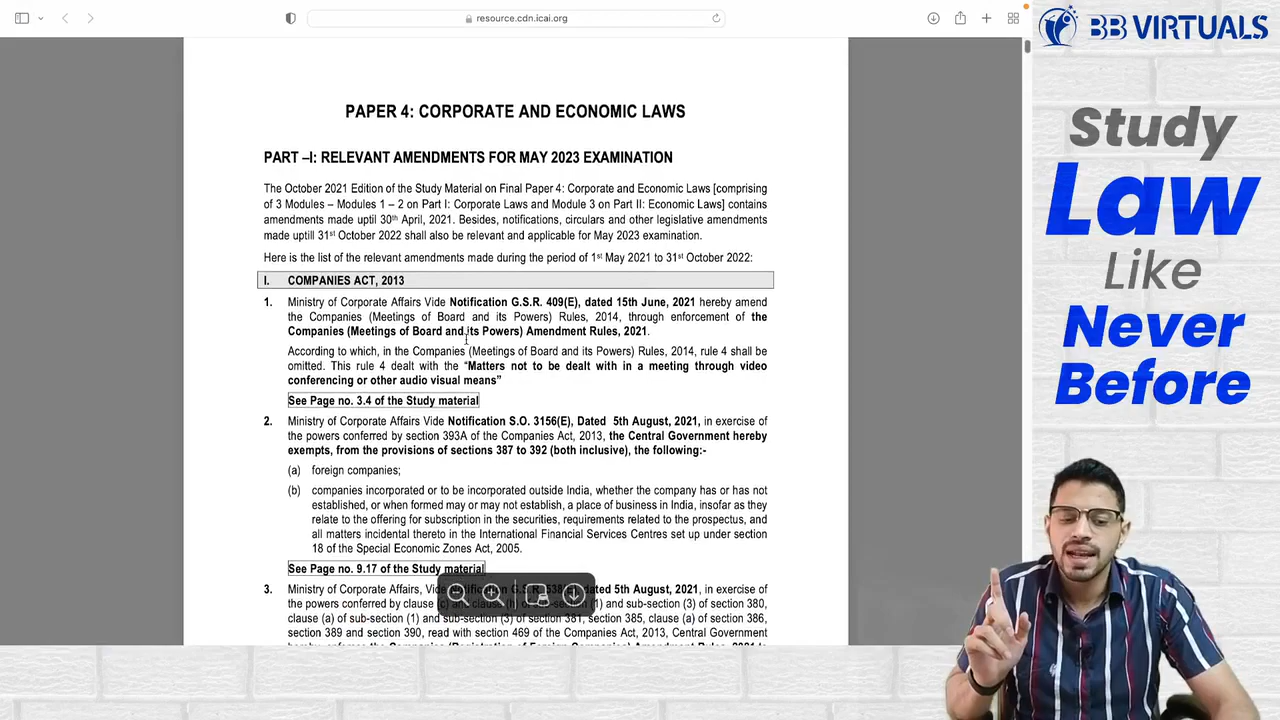 resource.cdn.icai.org
BB VIRTUALS
Study
Law
Like
Never
Before
PAPER 4: CORPORATE AND ECONOMIC LAWS
PART –I: RELEVANT AMENDMENTS FOR MAY 2023 EXAMINATION
The October 2021 Edition of the Study Material on Final Paper 4: Corporate and Economic Laws [comprising
of 3 Modules – Modules 1 – 2 on Part I: Corporate Laws and Module 3 on Part II: Economic Laws] contains
amendments made uptil 30th April, 2021. Besides, notifications, circulars and other legislative amendments
made uptill 31st October 2022 shall also be relevant and applicable for May 2023 examination.
Here is the list of the relevant amendments made during the period of 1st May 2021 to 31st October 2022:
I. COMPANIES ACT, 2013
1. Ministry of Corporate Affairs Vide Notification G.S.R. 409(E), dated 15th June, 2021 hereby amend
the Companies (Meetings of Board and its Powers) Rules, 2014, through enforcement of the
Companies (Meetings of Board and its Powers) Amendment Rules, 2021.
According to which, in the Companies (Meetings of Board and its Powers) Rules, 2014, rule 4 shall be
omitted. This rule 4 dealt with the “Matters not to be dealt with in a meeting through video
conferencing or other audio visual means”
See Page no. 3.4 of the Study material
2. Ministry of Corporate Affairs Vide Notification S.O. 3156(E), Dated 5th August, 2021, in exercise of
the powers conferred by section 393A of the Companies Act, 2013, the Central Government hereby
exempts, from the provisions of sections 387 to 392 (both inclusive), the following:-
(a) foreign companies;
(b) companies incorporated or to be incorporated outside India, whether the company has or has not
established, or when formed may or may not establish, a place of business in India, insofar as they
relate to the offering for subscription in the securities, requirements related to the prospectus, and
all matters incidental thereto in the International Financial Services Centres set up under section
18 of the Special Economic Zones Act, 2005.
See Page no. 9.17 of the Study material
3. Ministry of Corporate Affairs, Vide dated 5th August, 2021, in exercise of
the powers conferred by clause (1) and sub-section (3) of section 380,
clause (a) of sub-section (1) and sub-section (3) of section 381, section 385, clause (a) of section 386,
section 389 and section 390, read with section 469 of the Companies Act, 2013, Central Government